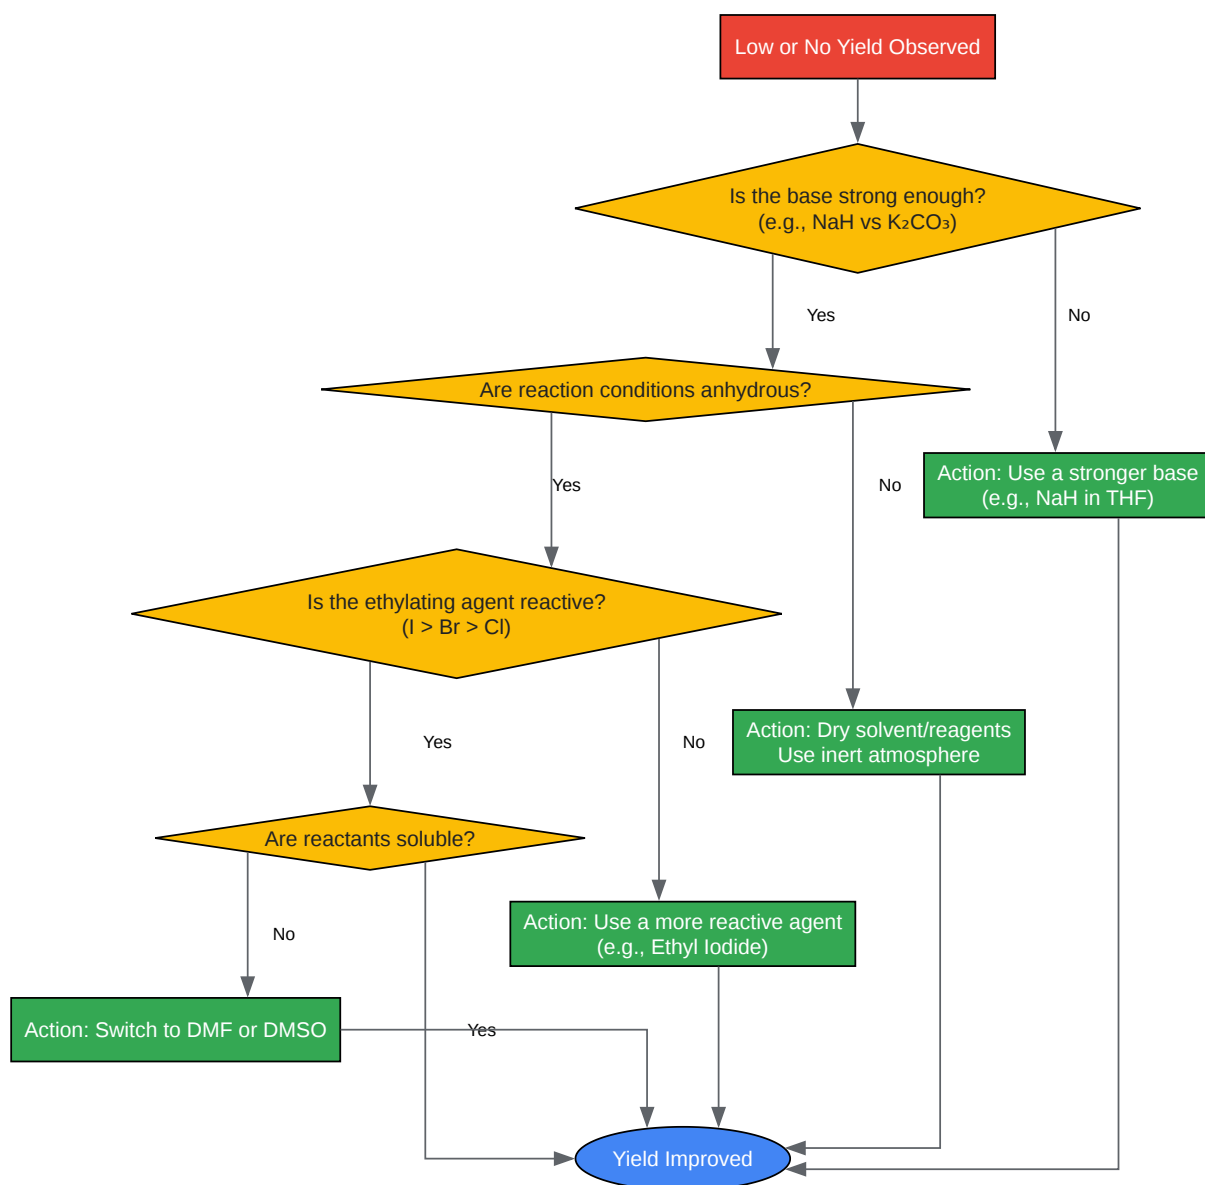 Low or No Yield Observed
Is the base strong enough?
(e.g., NaH vs K₂CO₃)
Yes
No
Are reaction conditions anhydrous?
Action: Use a stronger base
(e.g., NaH in THF)
Yes
No
Is the ethylating agent reactive?
(I > Br > Cl)
Action: Dry solvent/reagents
Use inert atmosphere
Yes
No
Are reactants soluble?
Action: Use a more reactive agent
(e.g., Ethyl Iodide)
No
Action: Switch to DMF or DMSO
Yes
Yield Improved